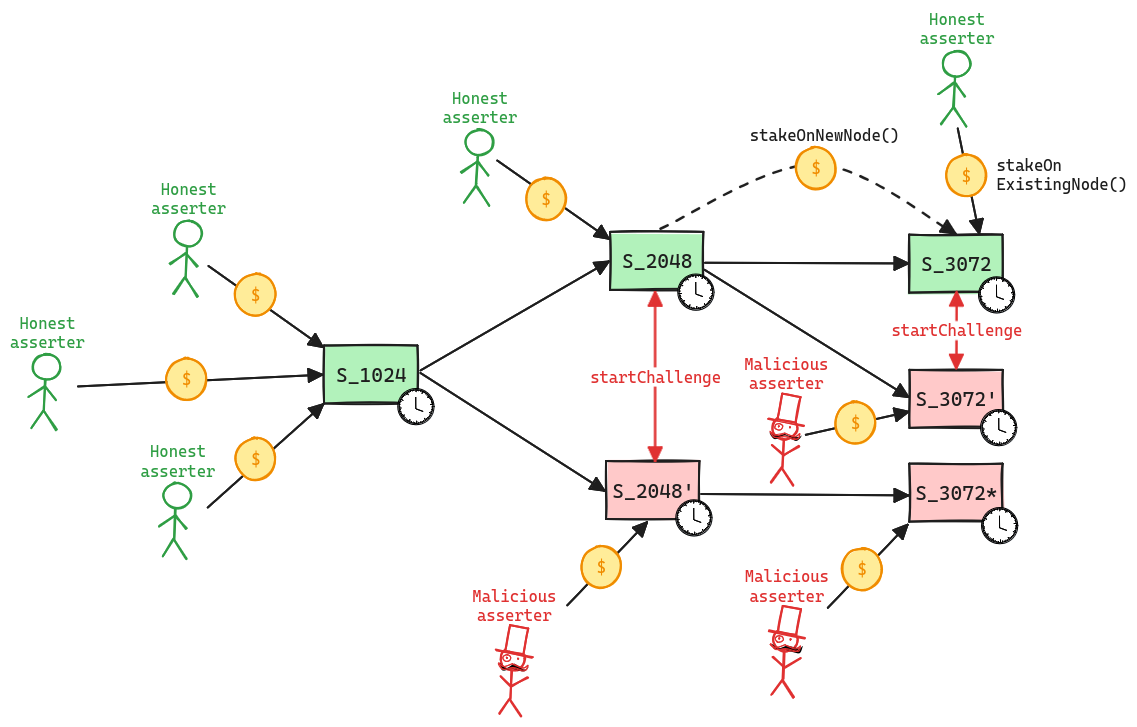 Honest
asserter
Honest
asserter
stakeOnNewNode()
stakeOn
ExistingNode()
$
$
Honest
asserter
$
S_2048
S_3072
$
Honest
asserter
startChallenge
S_1024
$
startChallenge
Malicious
asserter
S_3072'
$
Honest
asserter
$
S_2048'
S_3072*
Malicious
asserter
$
Malicious
asserter
$